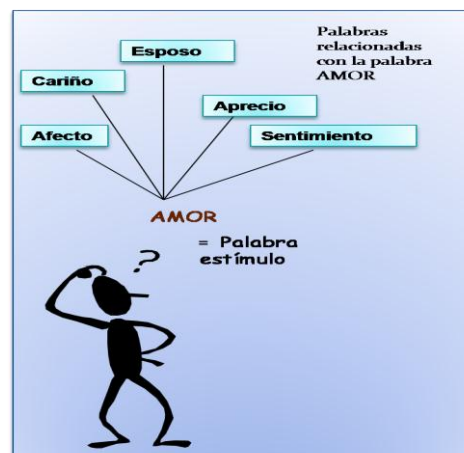 Palabras
relacionadas
con la palabra
AMOR
Esposo
Cariño
Aprecio
Afecto
Sentimiento
AMOR
?
= Palabra
estímulo